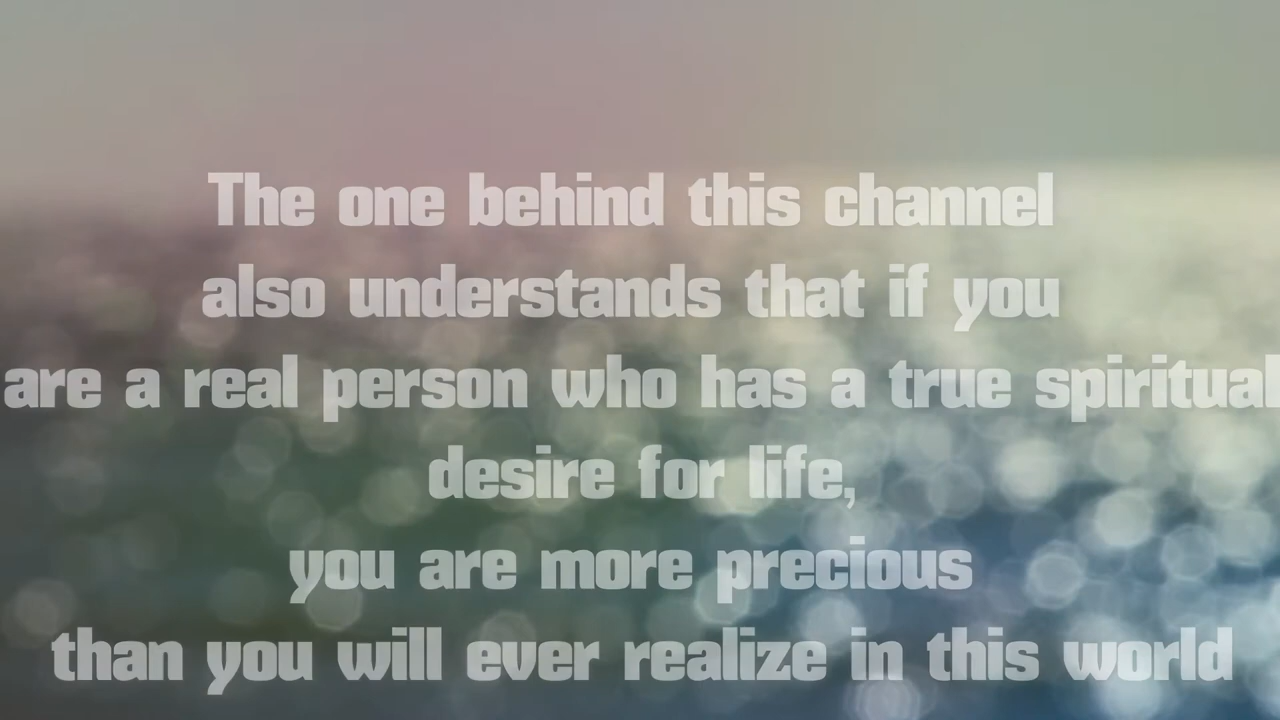 The one behind this channel
also understands that if you
are a real person who has a true spiritual
desire for life,
you are more precious
than you will ever realize in this world